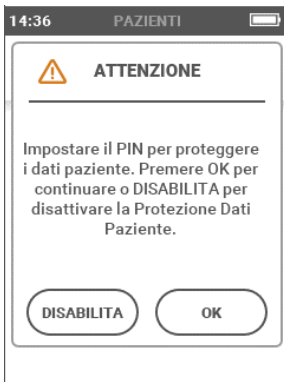 14:36 PAZIENTI
ATTENZIONE
Impostare il PIN per proteggere
i dati paziente. Premere OK per
continuare o DISABILITA per
disattivare la Protezione Dati
Paziente.
DISABILITA OK